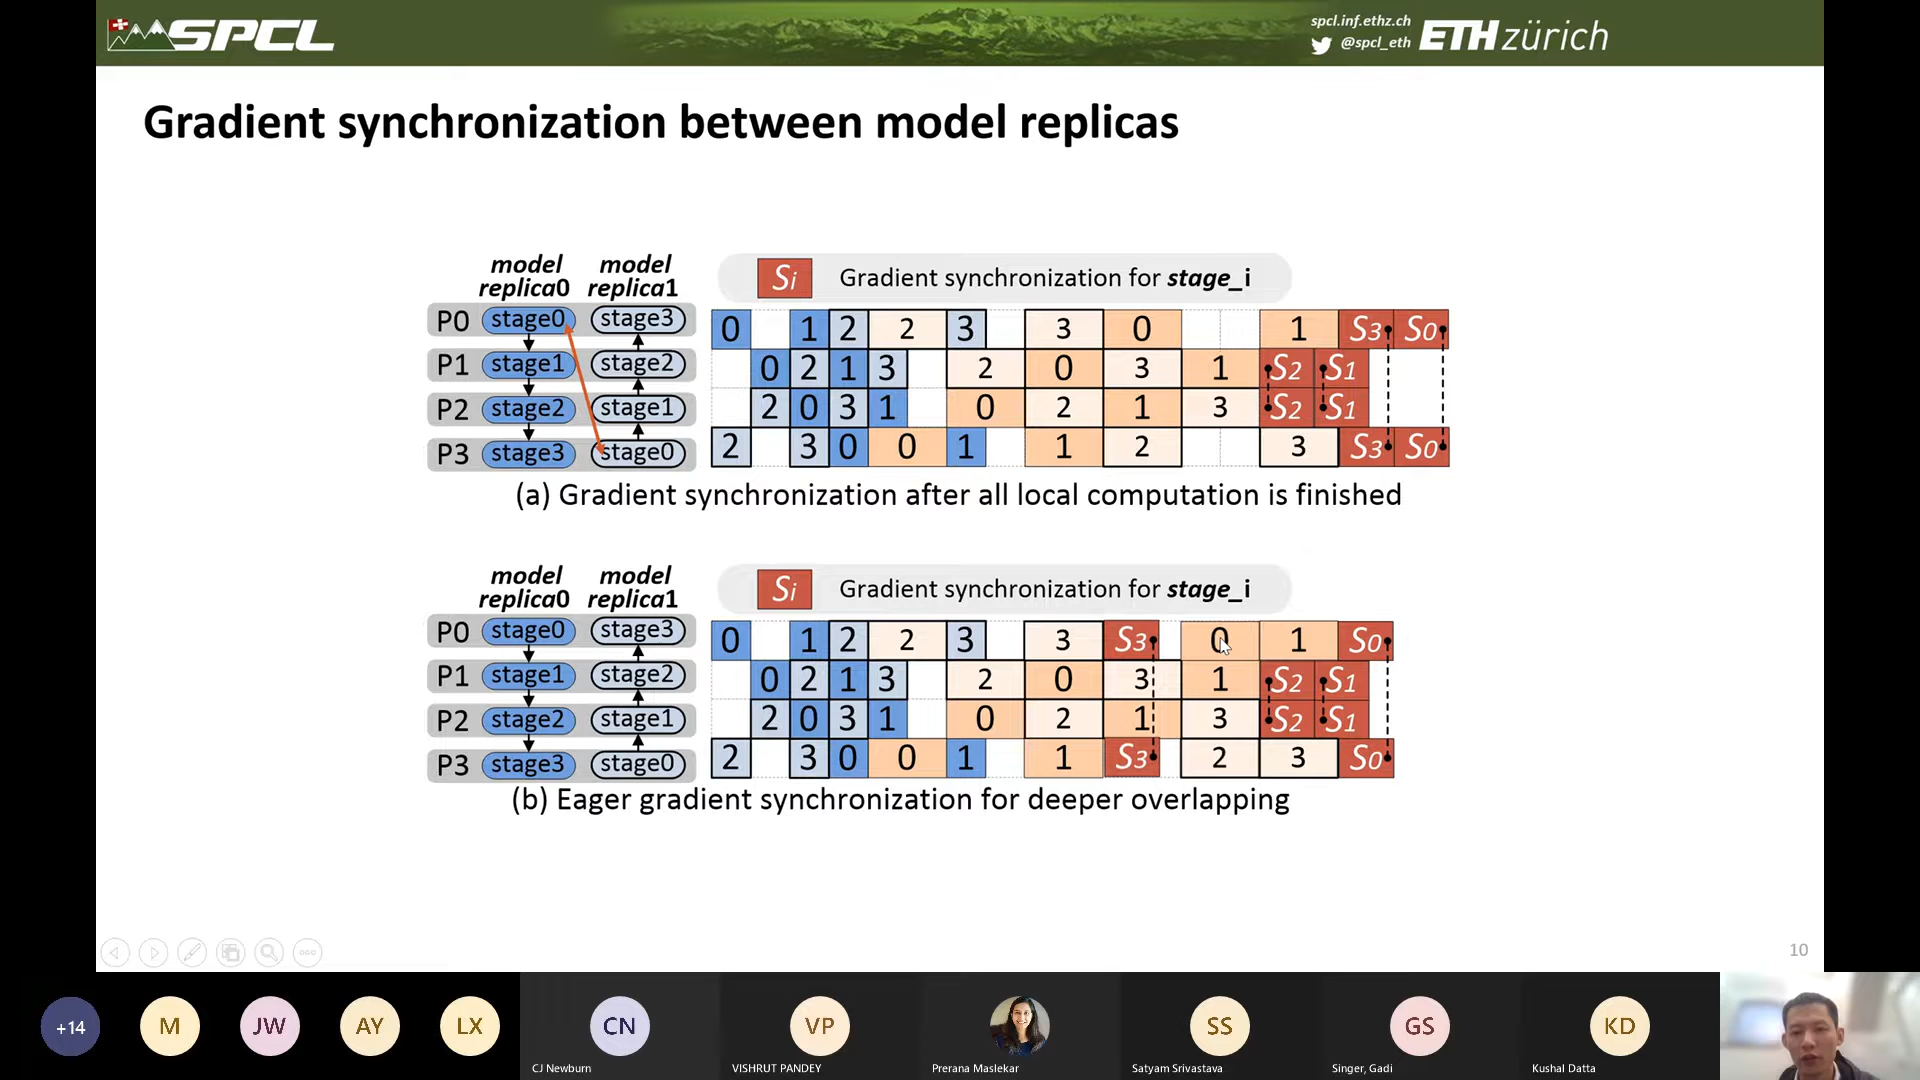 SPCL
spcl.inf.ethz.ch
@spcl_eth
ETH zürich
Gradient synchronization between model replicas
model replica0
model replica1
Si Gradient synchronization for stage_i
P0 stage0 stage3 0 1 2 2 3 3 0 1 S3 S0
P1 stage1 stage2 0 2 1 3 2 0 3 1 S2 S1
P2 stage2 stage1 2 0 3 1 0 2 1 3 S2 S1
P3 stage3 stage0 2 3 0 0 1 1 2 3 S3 S0
(a) Gradient synchronization after all local computation is finished
model replica0
model replica1
Si Gradient synchronization for stage_i
P0 stage0 stage3 0 1 2 2 3 3 S3 0 1 S0
P1 stage1 stage2 0 2 1 3 2 0 3 1 S2 S1
P2 stage2 stage1 2 0 3 1 0 2 1 3 S2 S1
P3 stage3 stage0 2 3 0 0 1 1 S3 2 3 S0
(b) Eager gradient synchronization for deeper overlapping
10
+14 M JW AY LX CN VP SS GS KD
CJ Newburn VISHRUT PANDEY Prerana Maslekar Satyam Srivastava Singer, Gadi Kushal Datta